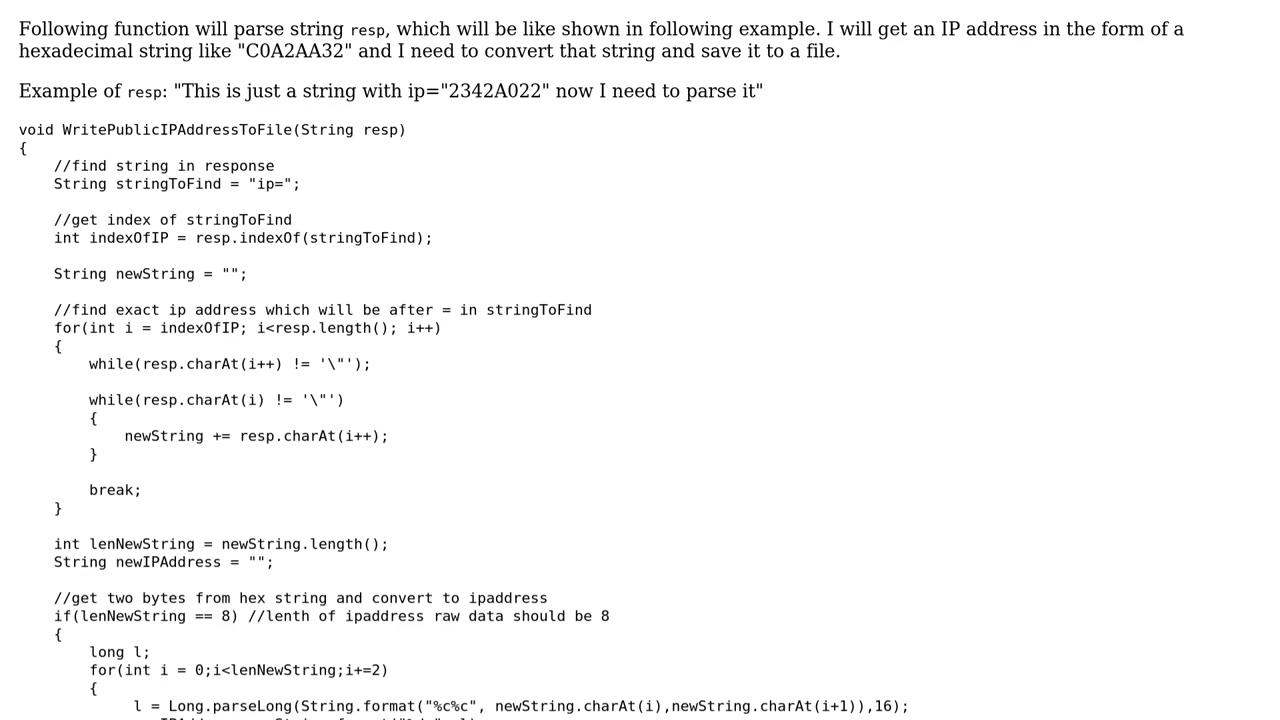 Following function will parse string resp, which will be like shown in following example. I will get an IP address in the form of a
hexadecimal string like "C0A2AA32" and I need to convert that string and save it to a file.
Example of resp: "This is just a string with ip="2342A022" now I need to parse it"
void WritePublicIPAddressToFile(String resp)
{
    //find string in response
    String stringToFind = "ip=";
    //get index of stringToFind
    int indexOfIP = resp.indexOf(stringToFind);
    String newString = "";
    //find exact ip address which will be after = in stringToFind
    for(int i = indexOfIP; i<resp.length(); i++)
    {
        while(resp.charAt(i++) != '\"');
        while(resp.charAt(i) != '\"')
        {
            newString += resp.charAt(i++);
        }
        break;
    }
    int lenNewString = newString.length();
    String newIPAddress = "";
    //get two bytes from hex string and convert to ipaddress
    if(lenNewString == 8) //lenth of ipaddress raw data should be 8
    {
        long l;
        for(int i = 0;i<lenNewString;i+=2)
        {
             l = Long.parseLong(String.format("%c%c", newString.charAt(i),newString.charAt(i+1)),16);